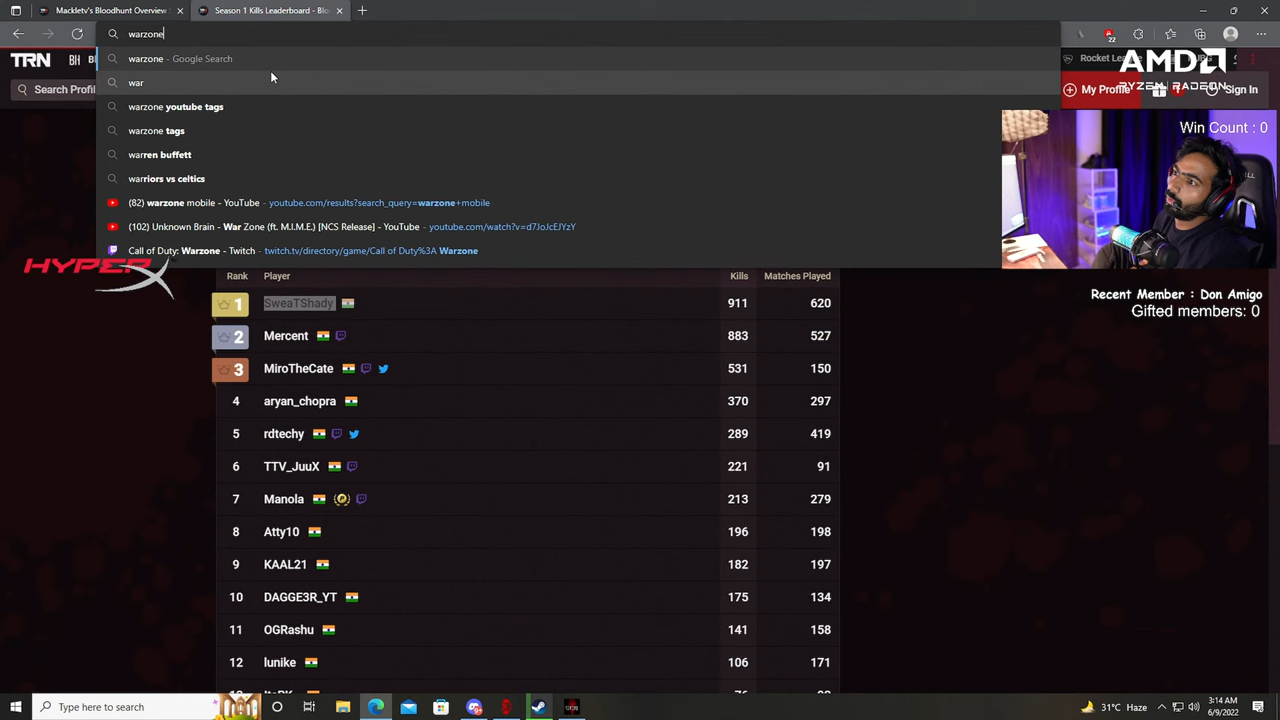 Mackletv's Bloodhunt Overview
Season 1 Kills Leaderboard - Blo
warzone
22
TRN BH
Rocket Lea
AMD
RYZEN RADEON
Search Profil
My Profile
Sign In
warzone - Google Search
war
warzone youtube tags
warzone tags
warren buffett
warriors vs celtics
(82) warzone mobile - YouTube - youtube.com/results?search_query=warzone+mobile
(102) Unknown Brain - War Zone (ft. M.I.M.E.) [NCS Release] - YouTube - youtube.com/watch?v=d7JoJcEJYzY
Call of Duty: Warzone - Twitch - twitch.tv/directory/game/Call of Duty%3A Warzone
Win Count : 0
HYPERX
Recent Member : Don Amigo
Gifted members: 0
Rank Player Kills Matches Played
1 SweaTShady 911 620
2 Mercent 883 527
3 MiroTheCate 531 150
4 aryan_chopra 370 297
5 rdtechy 289 419
6 TTV_JuuX 221 91
7 Manola 213 279
8 Atty10 196 198
9 KAAL21 182 197
10 DAGGE3R_YT 175 134
11 OGRashu 141 158
12 lunike 106 171
Type here to search
31°C Haze
3:14 AM
6/9/2022